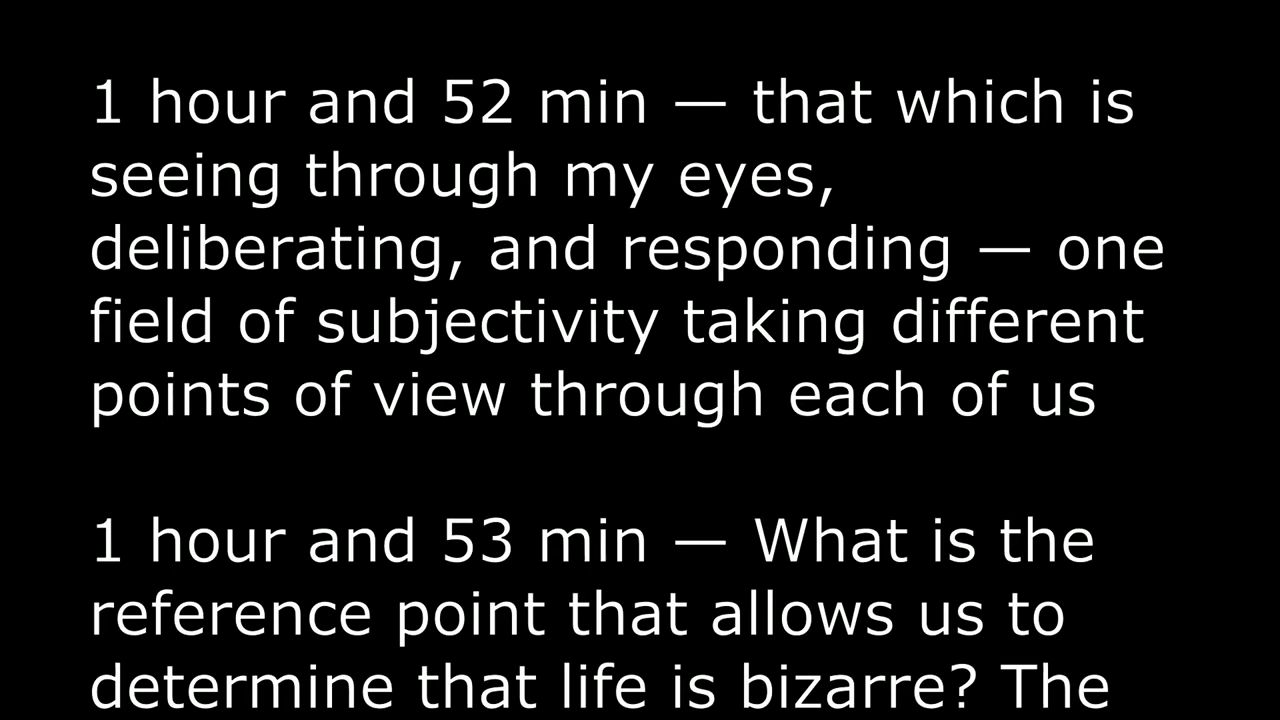 1 hour and 52 min — that which is
seeing through my eyes,
deliberating, and responding — one
field of subjectivity taking different
points of view through each of us
1 hour and 53 min — What is the
reference point that allows us to
determine that life is bizarre? The